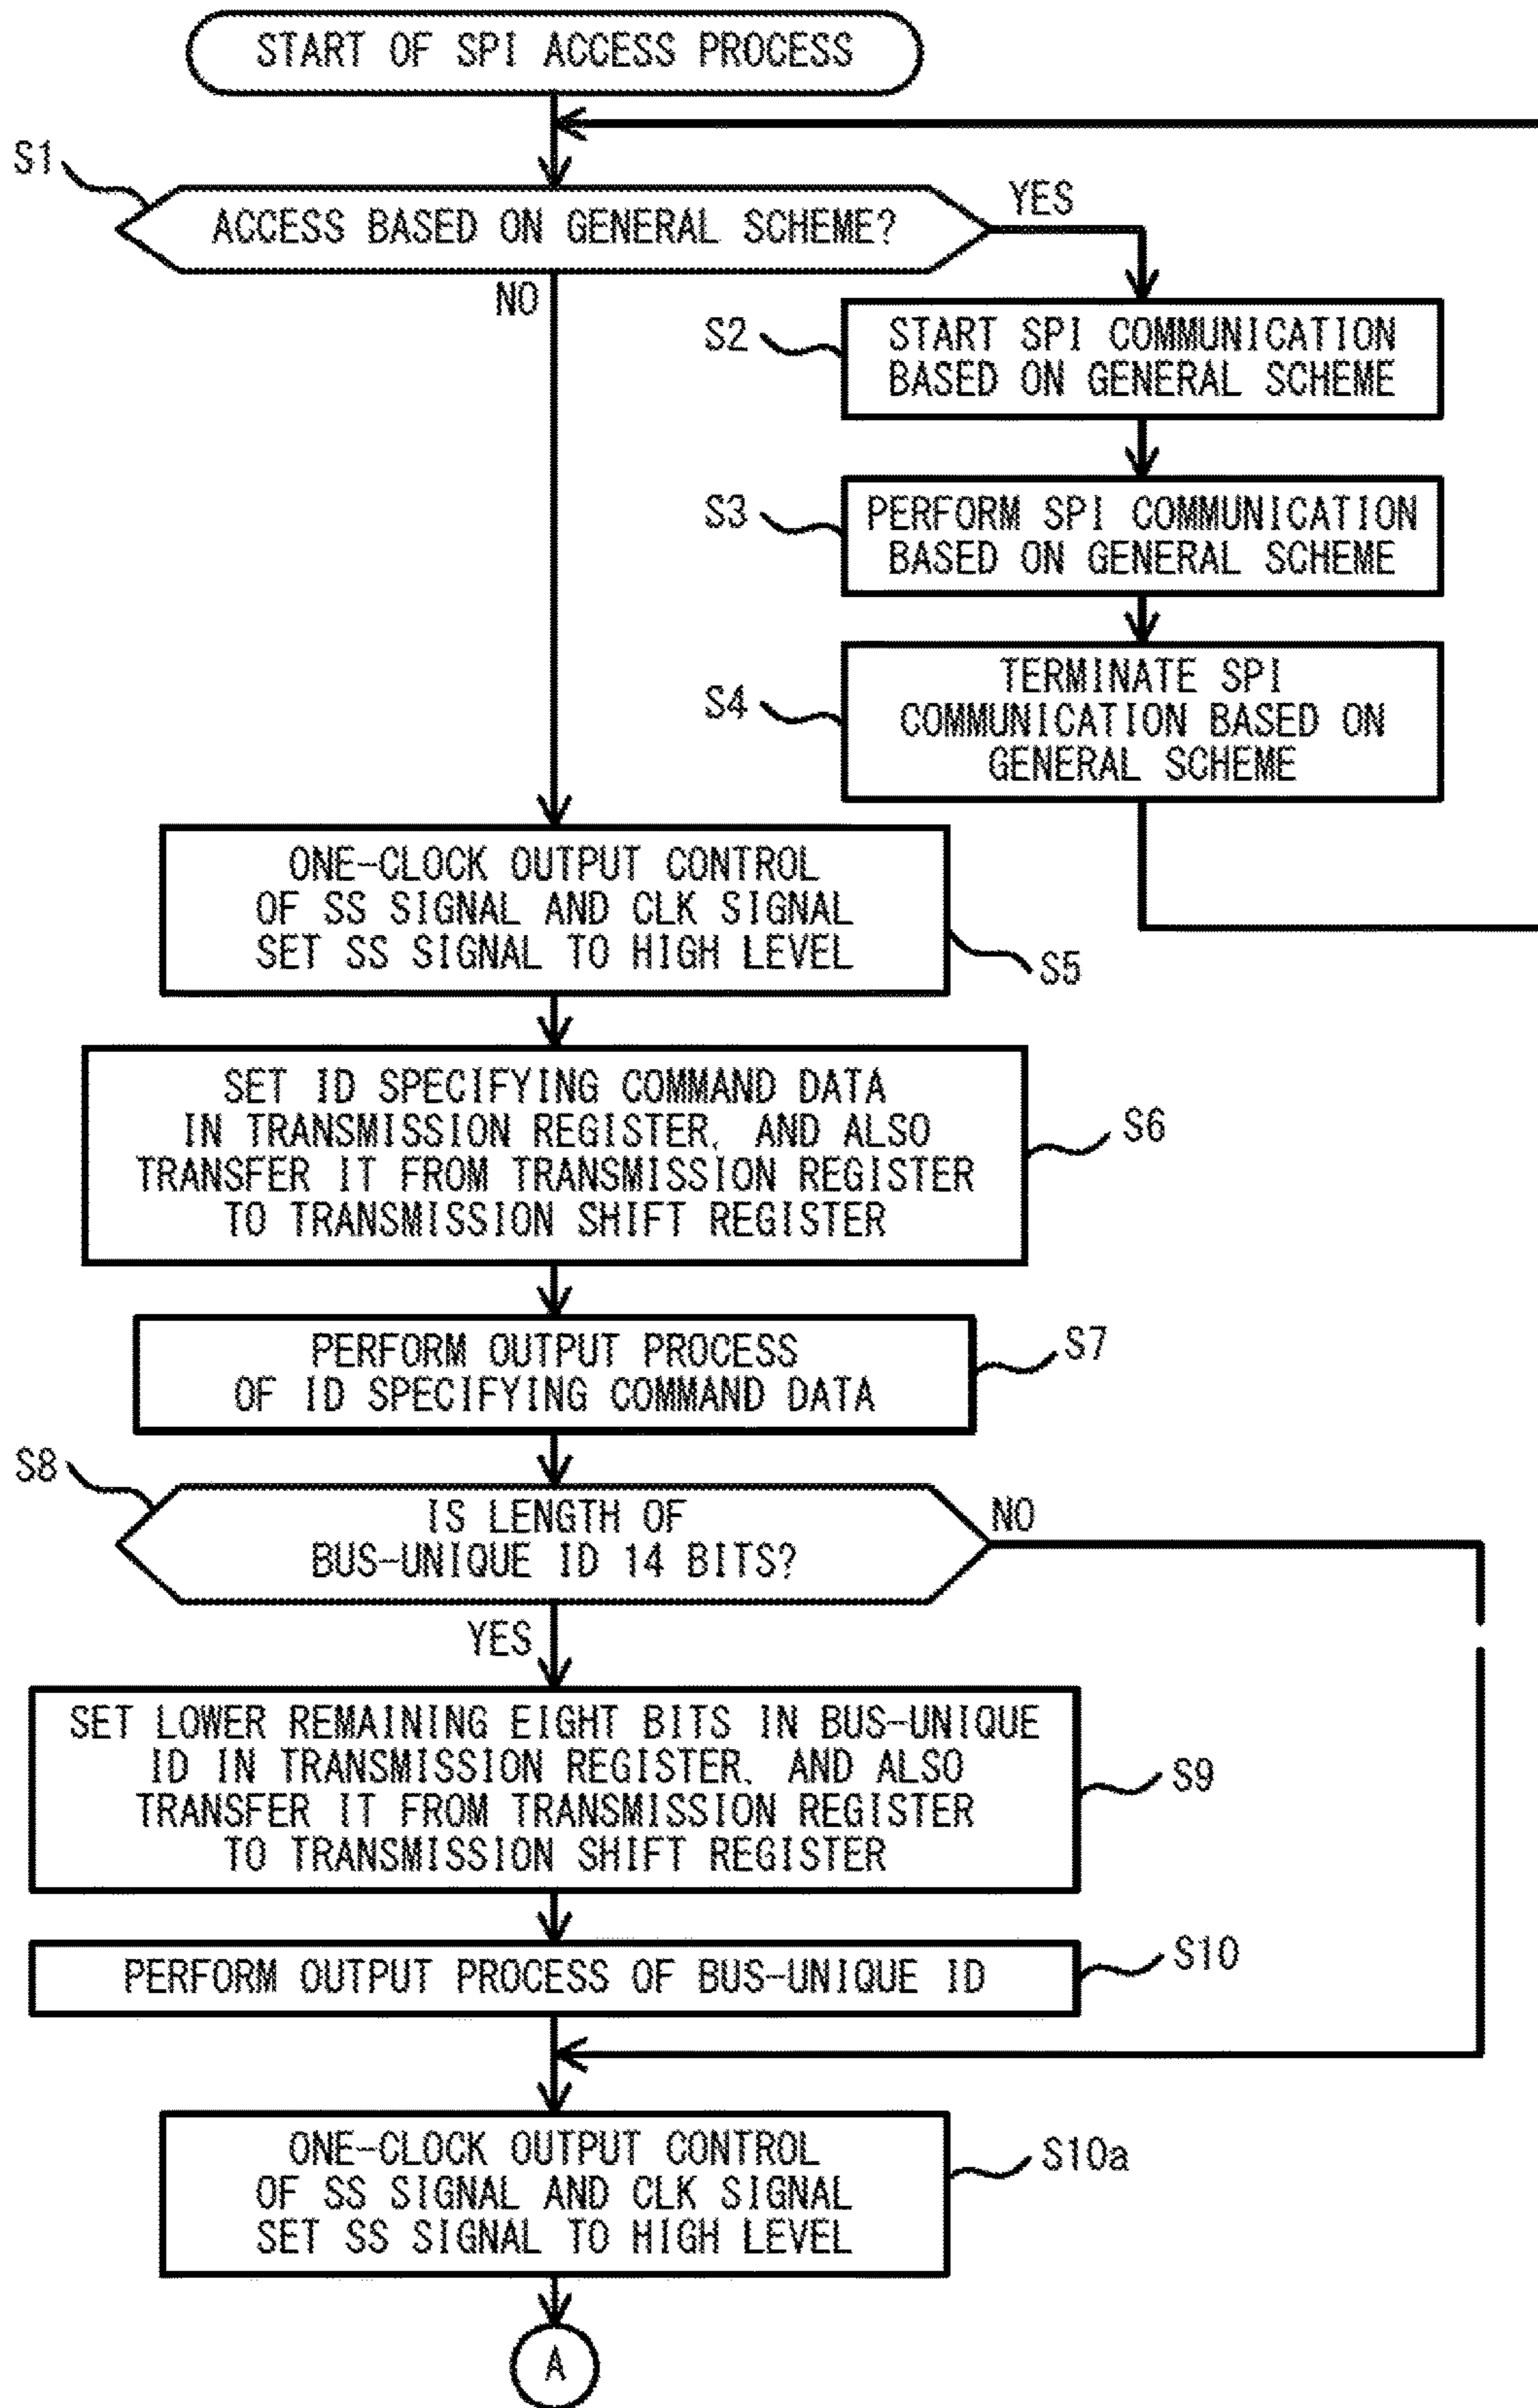 START OF SPI ACCESS PROCESS
S1
ACCESS BASED ON GENERAL SCHEME?
YES
NO
S2
START SPI COMMUNICATION
BASED ON GENERAL SCHEME
S3
PERFORM SPI COMMUNICATION
BASED ON GENERAL SCHEME
S4
TERMINATE SPI
COMMUNICATION BASED ON
GENERAL SCHEME
ONE-CLOCK OUTPUT CONTROL
OF SS SIGNAL AND CLK SIGNAL
SET SS SIGNAL TO HIGH LEVEL
S5
SET ID SPECIFYING COMMAND DATA
IN TRANSMISSION REGISTER, AND ALSO
TRANSFER IT FROM TRANSMISSION REGISTER
TO TRANSMISSION SHIFT REGISTER
S6
PERFORM OUTPUT PROCESS
OF ID SPECIFYING COMMAND DATA
S7
S8
IS LENGTH OF
BUS-UNIQUE ID 14 BITS?
NO
YES
SET LOWER REMAINING EIGHT BITS IN BUS-UNIQUE
ID IN TRANSMISSION REGISTER, AND ALSO
TRANSFER IT FROM TRANSMISSION REGISTER
TO TRANSMISSION SHIFT REGISTER
S9
PERFORM OUTPUT PROCESS OF BUS-UNIQUE ID
S10
ONE-CLOCK OUTPUT CONTROL
OF SS SIGNAL AND CLK SIGNAL
SET SS SIGNAL TO HIGH LEVEL
S10a
A